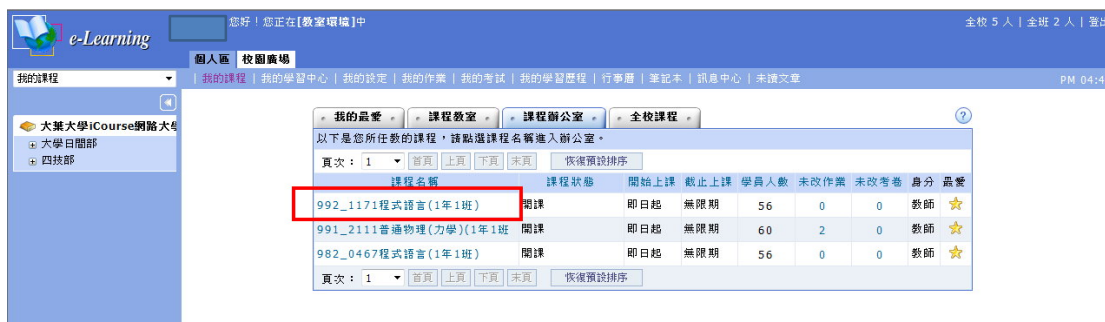 e-Learning
您好！您正在[教室環境]中
全校 5 人 | 全班 2 人 | 登出
個人區 校園廣場
我的課程
| 我的課程 | 我的學習中心 | 我的設定 | 我的作業 | 我的考試 | 我的學習歷程 | 行事曆 | 筆記本 | 訊息中心 | 未讀文章
PM 04:4
大葉大學iCourse網路大學
大學日間部
四技部
我的最愛 課程教室 課程辦公室 全校課程
以下是您所任教的課程，請點選課程名稱進入辦公室。
頁次： 1 首頁 上頁 下頁 末頁 恢復預設排序
課程名稱 課程狀態 開始上課 截止上課 學員人數 未改作業 未改考卷 身分 最愛
992_1171程式語言(1年1班) 開課 即日起 無限期 56 0 0 教師
991_2111普通物理(力學)(1年1班 開課 即日起 無限期 60 2 0 教師
982_0467程式語言(1年1班) 開課 即日起 無限期 56 0 0 教師
頁次： 1 首頁 上頁 下頁 末頁 恢復預設排序